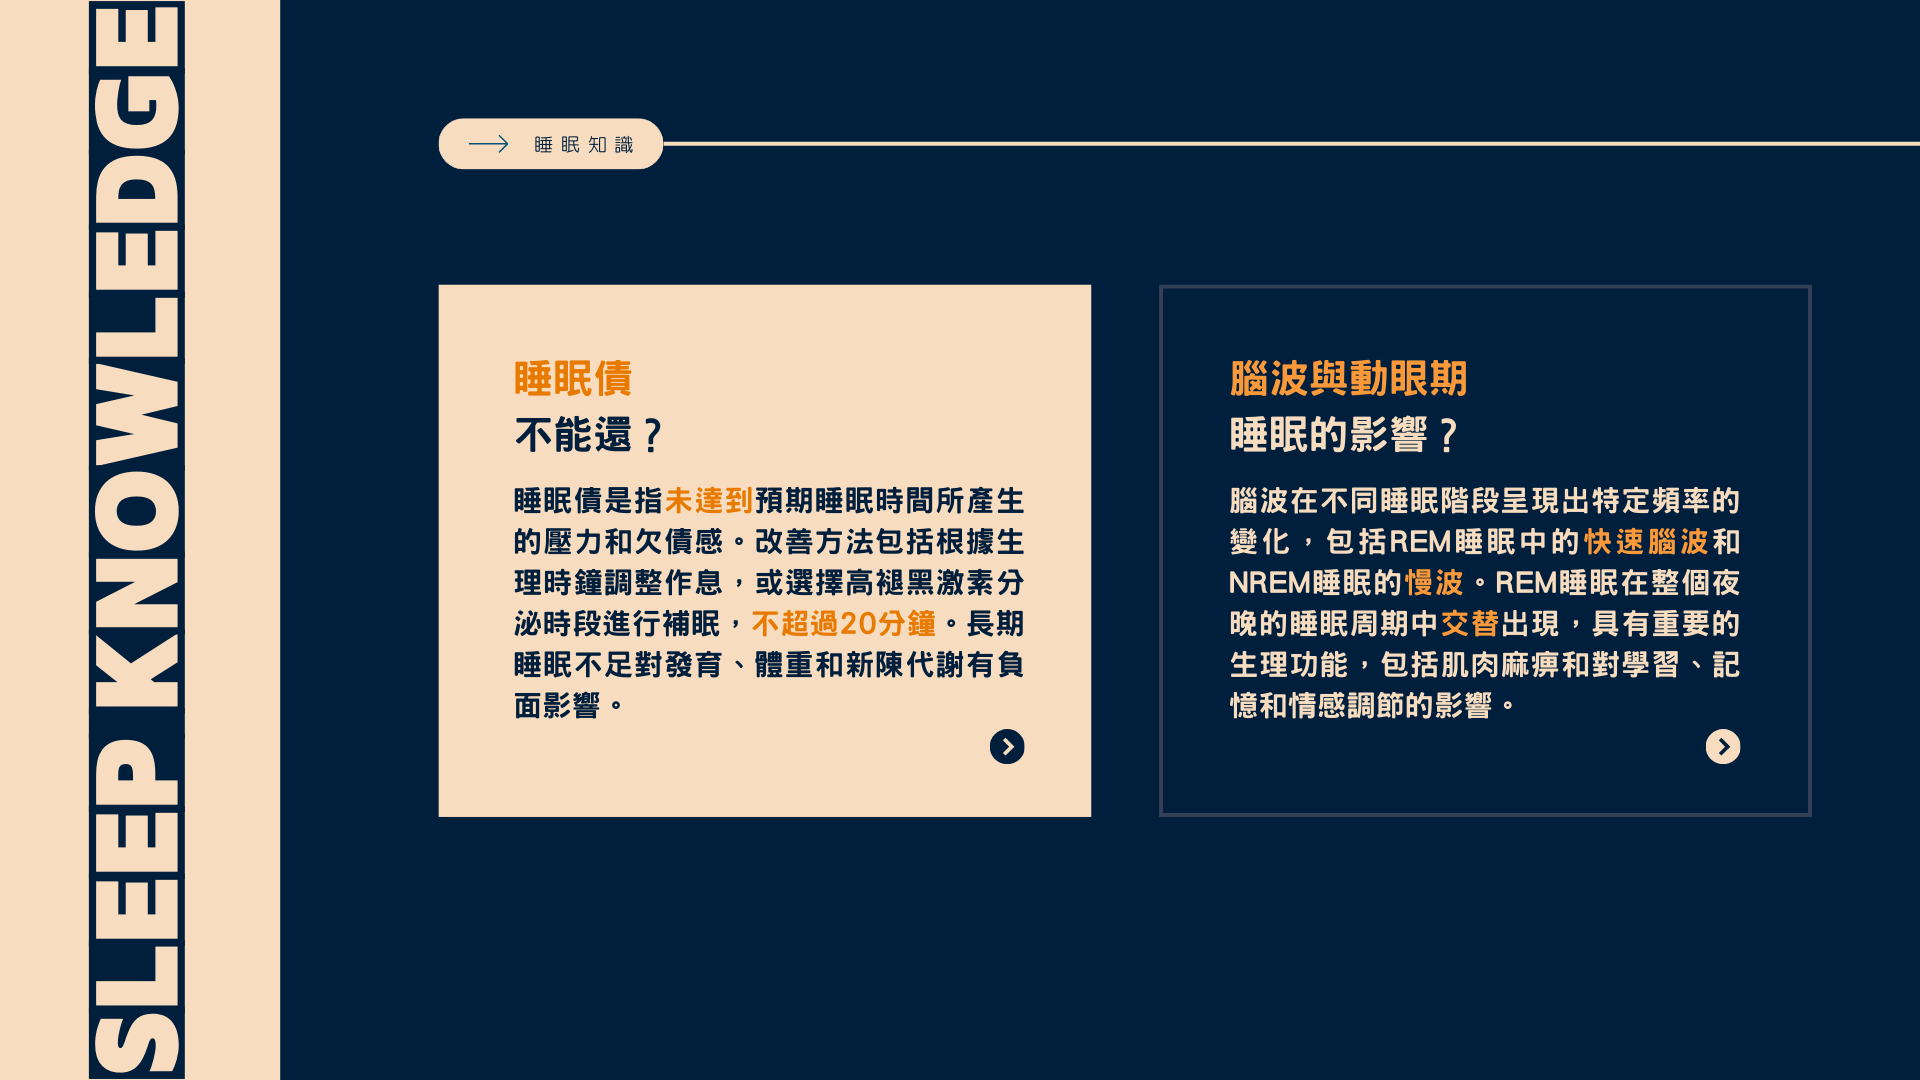 SLEEP KNOWLEDGE
睡眠知識
睡眠債
不能還？
睡眠債是指未達到預期睡眠時間所產生
的壓力和欠債感。改善方法包括根據生
理時鐘調整作息，或選擇高褪黑激素分
泌時段進行補眠，不超過20分鐘。長期
睡眠不足對發育、體重和新陳代謝有負
面影響。
腦波與動眼期
睡眠的影響？
腦波在不同睡眠階段呈現出特定頻率的
變化，包括REM睡眠中的快速腦波和
NREM睡眠的慢波。REM睡眠在整個夜
晚的睡眠周期中交替出現，具有重要的
生理功能，包括肌肉麻痹和對學習、記
憶和情感調節的影響。